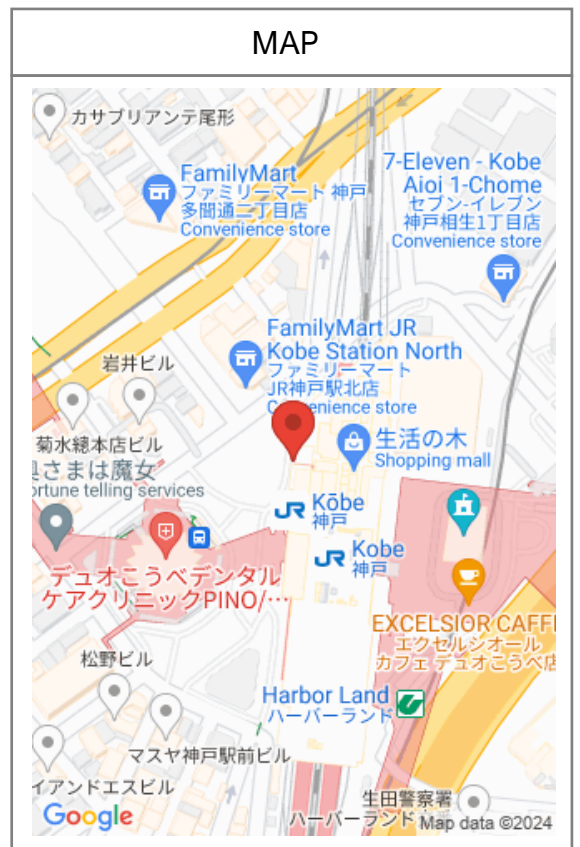 MAP
カサブリアンテ尾形
FamilyMart
ファミリーマート 神戸
多聞通二丁目店
Convenience store
7-Eleven - Kobe
Aioi 1-Chome
セブン-イレブン
神戸相生1丁目店
Convenience store
FamilyMart JR
Kobe Station North
ファミリーマート
JR神戸駅北店
enience store
岩井ビル
菊水總本店ビル
さまは魔女
ortune telling services
生活の木
Shopping mall
JR Kōbe
神戸
JR Kobe
神戸
デュオこうべデンタル
ケアクリニックPINO/…
EXCELSIOR CAFF
エクセルシオール
カフェ デュオこうべ店
松野ビル
Harbor Land
ハーバーランド
マスヤ神戸駅前ビル
イアンドエスビル
生田警察署
ハーバーランド
Google
Map data ©2024